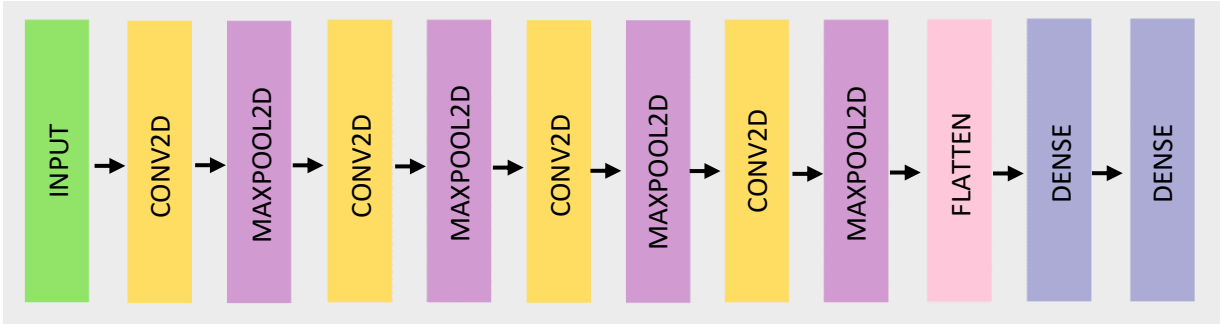 INPUT
CONV2D
MAXPOOL2D
CONV2D
MAXPOOL2D
CONV2D
MAXPOOL2D
CONV2D
MAXPOOL2D
FLATTEN
DENSE
DENSE